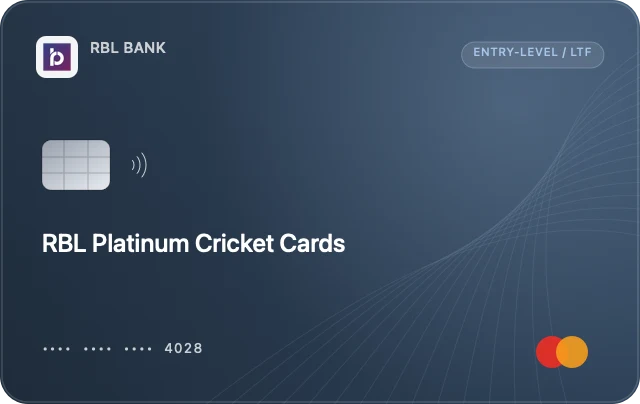 RBL BANK
ENTRY-LEVEL / LTF
RBL Platinum Cricket Cards
•••• •••• •••• 4028